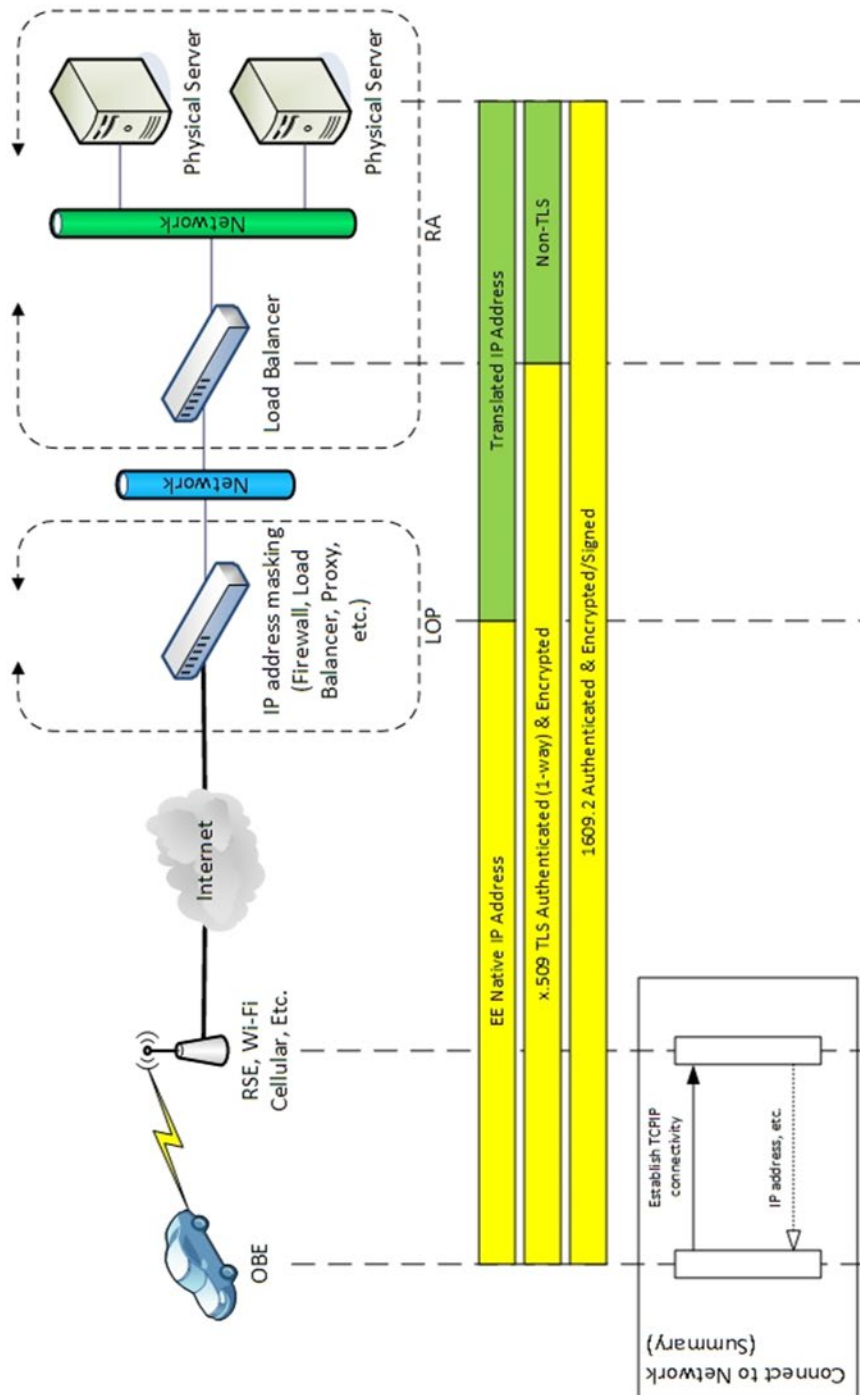 OBE
RSE, Wi-Fi
Cellular, Etc.
Internet
IP address masking
(Firewall, Load
Balancer, Proxy,
etc.)
LOP
Network
Load Balancer
RA
Network
Physical Server
Physical Server
EE Native IP Address
Translated IP Address
x.509 TLS Authenticated (1-way) & Encrypted
Non-TLS
1609.2 Authenticated & Encrypted/Signed
Connect to Network
(Summary)
Establish TCPIP
connectivity
IP address, etc.